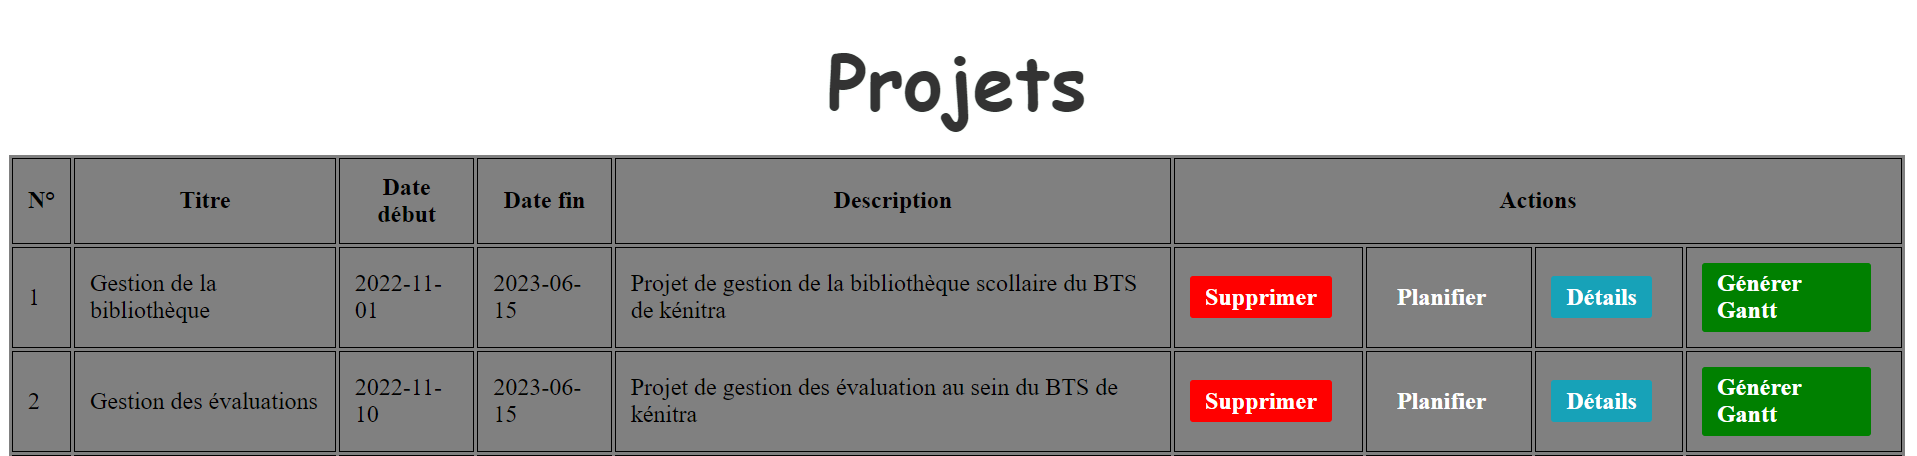 Projets
N° Titre Date début Date fin Description Actions
1 Gestion de la bibliothèque 2022-11-01 2023-06-15 Projet de gestion de la bibliothèque scollaire du BTS de kénitra Supprimer Planifier Détails Générer Gantt
2 Gestion des évaluations 2022-11-10 2023-06-15 Projet de gestion des évaluation au sein du BTS de kénitra Supprimer Planifier Détails Générer Gantt